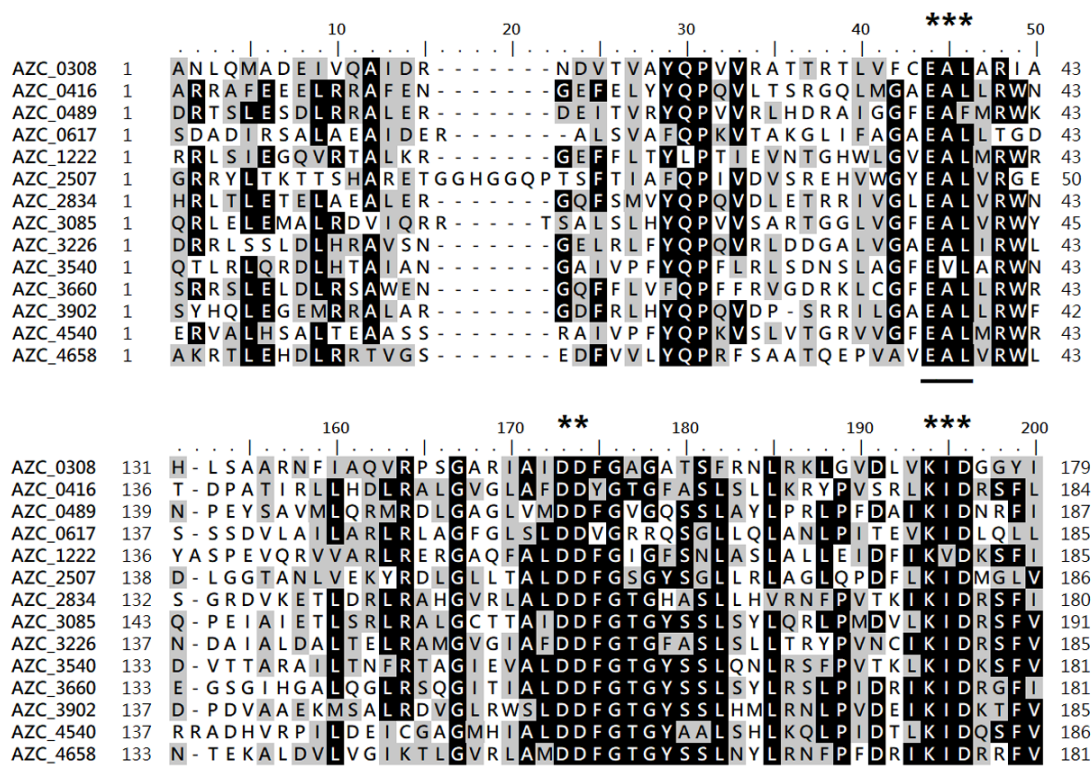 ***
10 20 30 40 50
AZC_0308 1 ANLQMADEIVQAIDR-------NDVTVAYQPVVRATTRTLVFCEALARIA 43
AZC_0416 1 ARRAFEEELRRAFEN-------GEFELYYQPQVLTSRGQLMGAEALLRWN 43
AZC_0489 1 DRTSLESDLRRALER-------DEITVRYQPVVRLHDRAIGGFEAFMRWK 43
AZC_0617 1 SDADIRSALAEAIDER-------ALSVAFQPKVTAKGLIFAGAEALLTGD 43
AZC_1222 1 RRLSIEGQVRTALKR-------GEFFLTYLPTIEVNTGHWLGVEALMRWR 43
AZC_2507 1 GRRYLTKTTSHARETGGHGGQPTSFTIAFQPIVDVSREHVWGYEALVRGE 50
AZC_2834 1 HRLTLETELAEALER-------GQFSMVYQPQVDLETRRIVGLEALVRWN 43
AZC_3085 1 QRLELEMALRDVIQRR-----TSALSLHYQPVVSARTGGLVGFEALVRWY 45
AZC_3226 1 DRRLSSLDLHRAVSN-------GELRLFYQPQVRLDDGALVGAEALIRWL 43
AZC_3540 1 QTLRLQRDLHTAIAN-------GAIVPFYQPFLRLSDNSLAGFEVLARWN 43
AZC_3660 1 SRRSLELDLRSAWEN-------GQFFLVFQPFFRVGDRKLCGFEALLRWR 43
AZC_3902 1 SYHQLEGEMRRALAR-------GDFRLHYQPQVDP-SRRILGAEALLRWF 42
AZC_4540 1 ERVALHSALTEAASS-------RAIVPFYQPKVSLVTGRVVGFEALMRWR 43
AZC_4658 1 AKRTLEHDLRRTVGS-------EDFVVLYQPRFSAATQEPVAVEALVRWL 43
** ***
160 170 180 190 200
AZC_0308 131 H-LSAARNFIAQVRPSGARIAIDDFGAGATSFRNLRKLGVDLVKIDGGYI 179
AZC_0416 136 T-DPATIRLLHDLRALGVGLAFDDYGTGFASLSLLKRYPVSRLKIDRSFL 184
AZC_0489 139 N-PEYSAVMLQRMRDLGAGLVMDDFGVGQSSLAYLPRLPFDAIKIDNRFI 187
AZC_0617 137 S-SSDVLAILARLRLAGFGLSLDDVGRRQSGLLQLANLPITEVKIDLQLL 185
AZC_1222 136 YASPEVQRVVARLRERGAQFALDDFGIGFSNLASLALLEIDFIKVDKSFI 185
AZC_2507 138 D-LGGTANLVEKYRDLGLLTALDDFGSGYSGLLRLAGLQPDFLKIDMGLV 186
AZC_2834 132 S-GRDVKETLDRLRAHGVRLALDDFGTGHASLLHVRNFPVTKIKIDRSFI 180
AZC_3085 143 Q-PEIAIETLSRLRALGCTTAIDDFGTGYSSLSYLQRLPMDVLKIDRSFV 191
AZC_3226 137 N-DAIALDALTELRAMGVGIAFDDFGTGFASLSLLTRYPVNCIKIDRSFV 185
AZC_3540 133 D-VTTARAILTNFRTAGIEVALDDFGTGYSSLQNLRSFPVTKLKIDKSFV 181
AZC_3660 133 E-GSGIHGALQGLRSQGITIALDDFGTGYSSLSYLRSLPIDRIKIDRGFI 181
AZC_3902 137 D-PDVAAEKMSALRDVGLRWSLDDFGTGYSSLHMLRNLPVDEIKIDKTFV 185
AZC_4540 137 RRADHVRPILDEICGAGMHIALDDFGTGYAALSHLKQLPIDTLKIDQSFV 186
AZC_4658 133 N-TEKALDVLVGIKTLGVRLAMDDFGTGYSSLNYLRNFPFDRIKIDRRFV 181